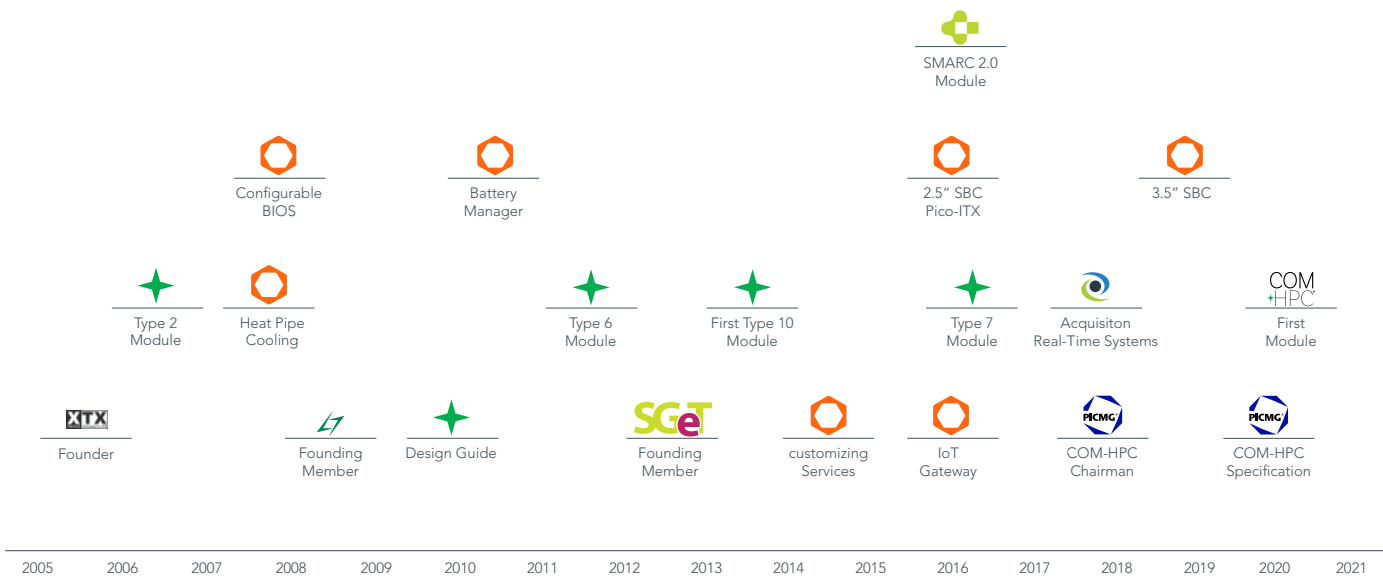 SMARC 2.0
Module
Configurable
BIOS
Battery
Manager
2.5” SBC
Pico-ITX
3.5” SBC
COM
HPC®
Type 2
Module
Heat Pipe
Cooling
Type 6
Module
First Type 10
Module
Type 7
Module
Acquisiton
Real-Time Systems
First
Module
XTX
SGeT
PICMG®
PICMG®
Founder
Founding
Member
Design Guide
Founding
Member
customizing
Services
IoT
Gateway
COM-HPC
Chairman
COM-HPC
Specification
2005 2006 2007 2008 2009 2010 2011 2012 2013 2014 2015 2016 2017 2018 2019 2020 2021